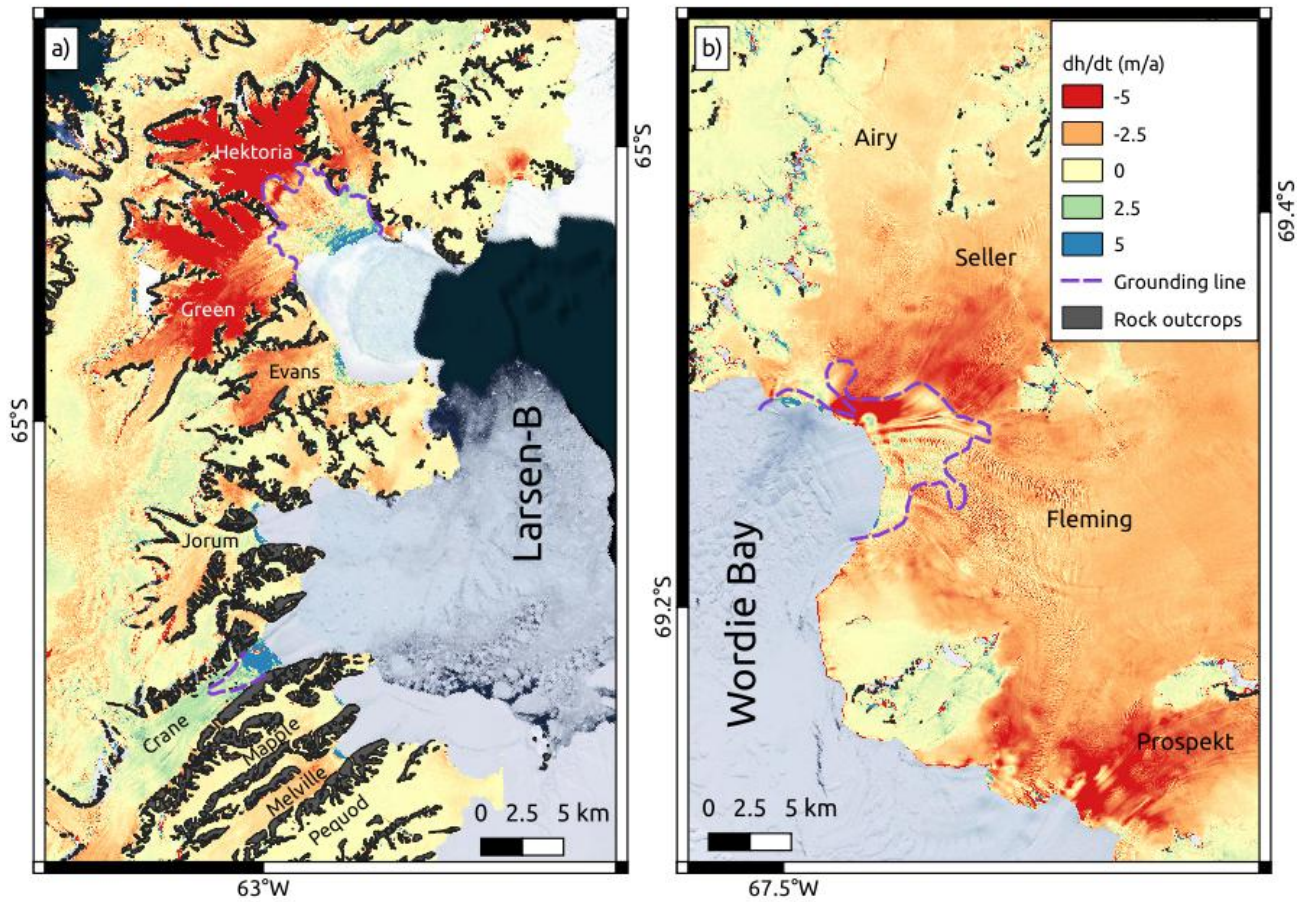 a)
Hektoria
Green
Evans
Jorum
Crane
Mapple
Melville
Pequod
Larsen-B
0 2.5 5 km
65°S
65°S
63°W
b)
Airy
Seller
Fleming
Prospekt
Wordie Bay
0 2.5 5 km
dh/dt (m/a)
-5
-2.5
0
2.5
5
Grounding line
Rock outcrops
69.4°S
69.2°S
67.5°W